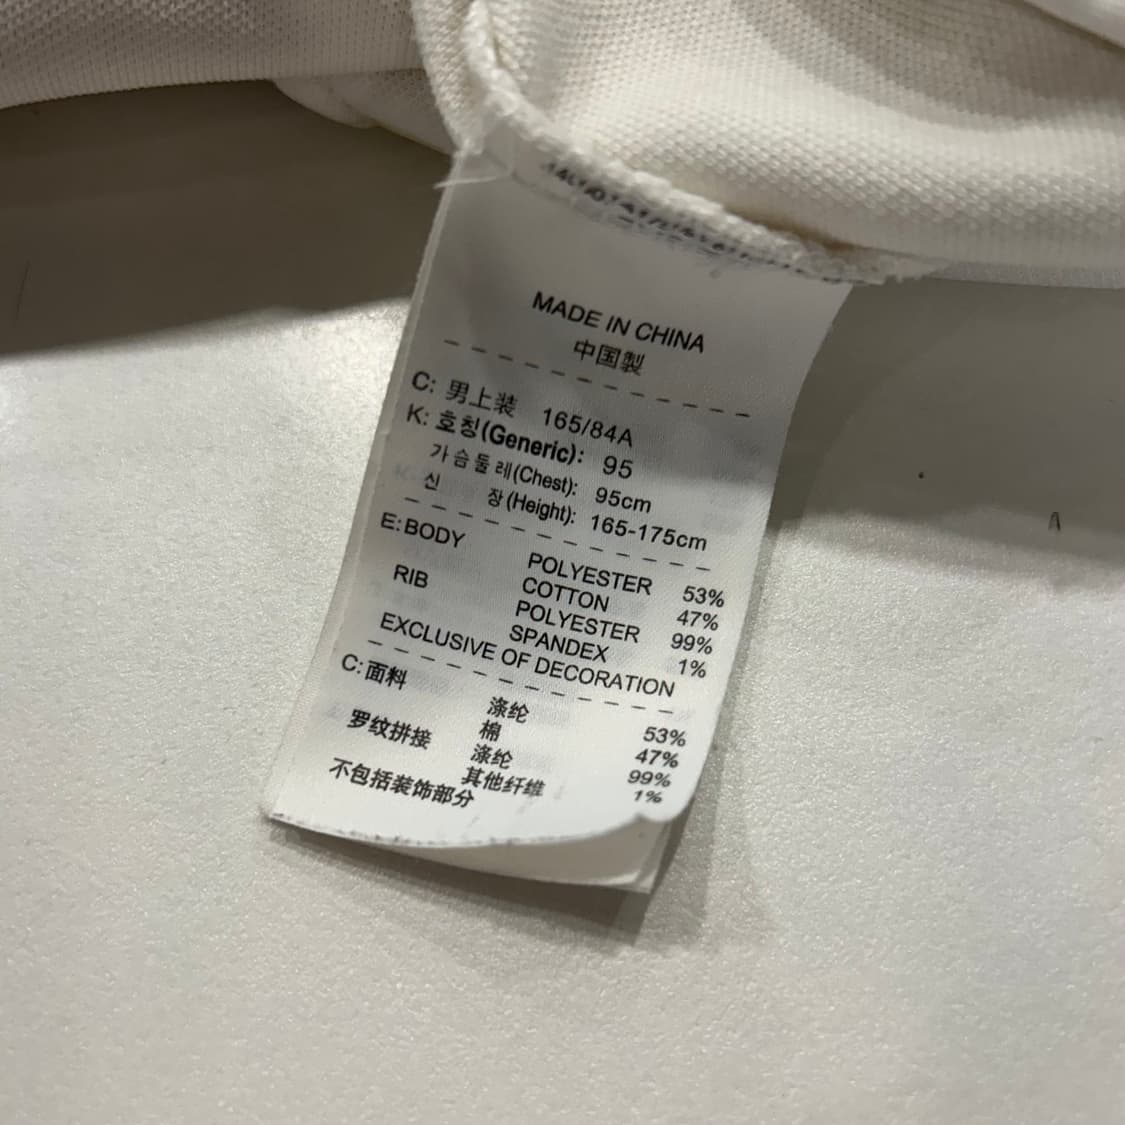 MADE IN CHINA
中国製
C: 男上装 165/84A
K: 호칭(Generic): 95
가슴둘레(Chest): 95cm
신 장(Height): 165-175cm
E:BODY POLYESTER 53%
COTTON 47%
RIB POLYESTER 99%
SPANDEX 1%
EXCLUSIVE OF DECORATION
C:面料 涤纶 53%
棉 47%
罗纹拼接 涤纶 99%
其他纤维 1%
不包括装饰部分